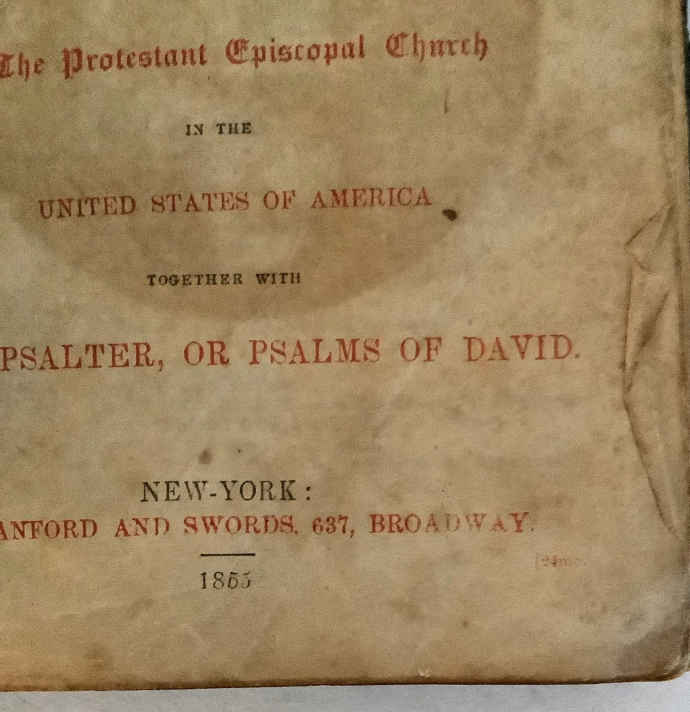 The Protestant Episcopal Church
IN THE
UNITED STATES OF AMERICA
TOGETHER WITH
PSALTER, OR PSALMS OF DAVID.
NEW-YORK:
ANFORD AND SWORDS, 637, BROADWAY.
1855
[24mo.